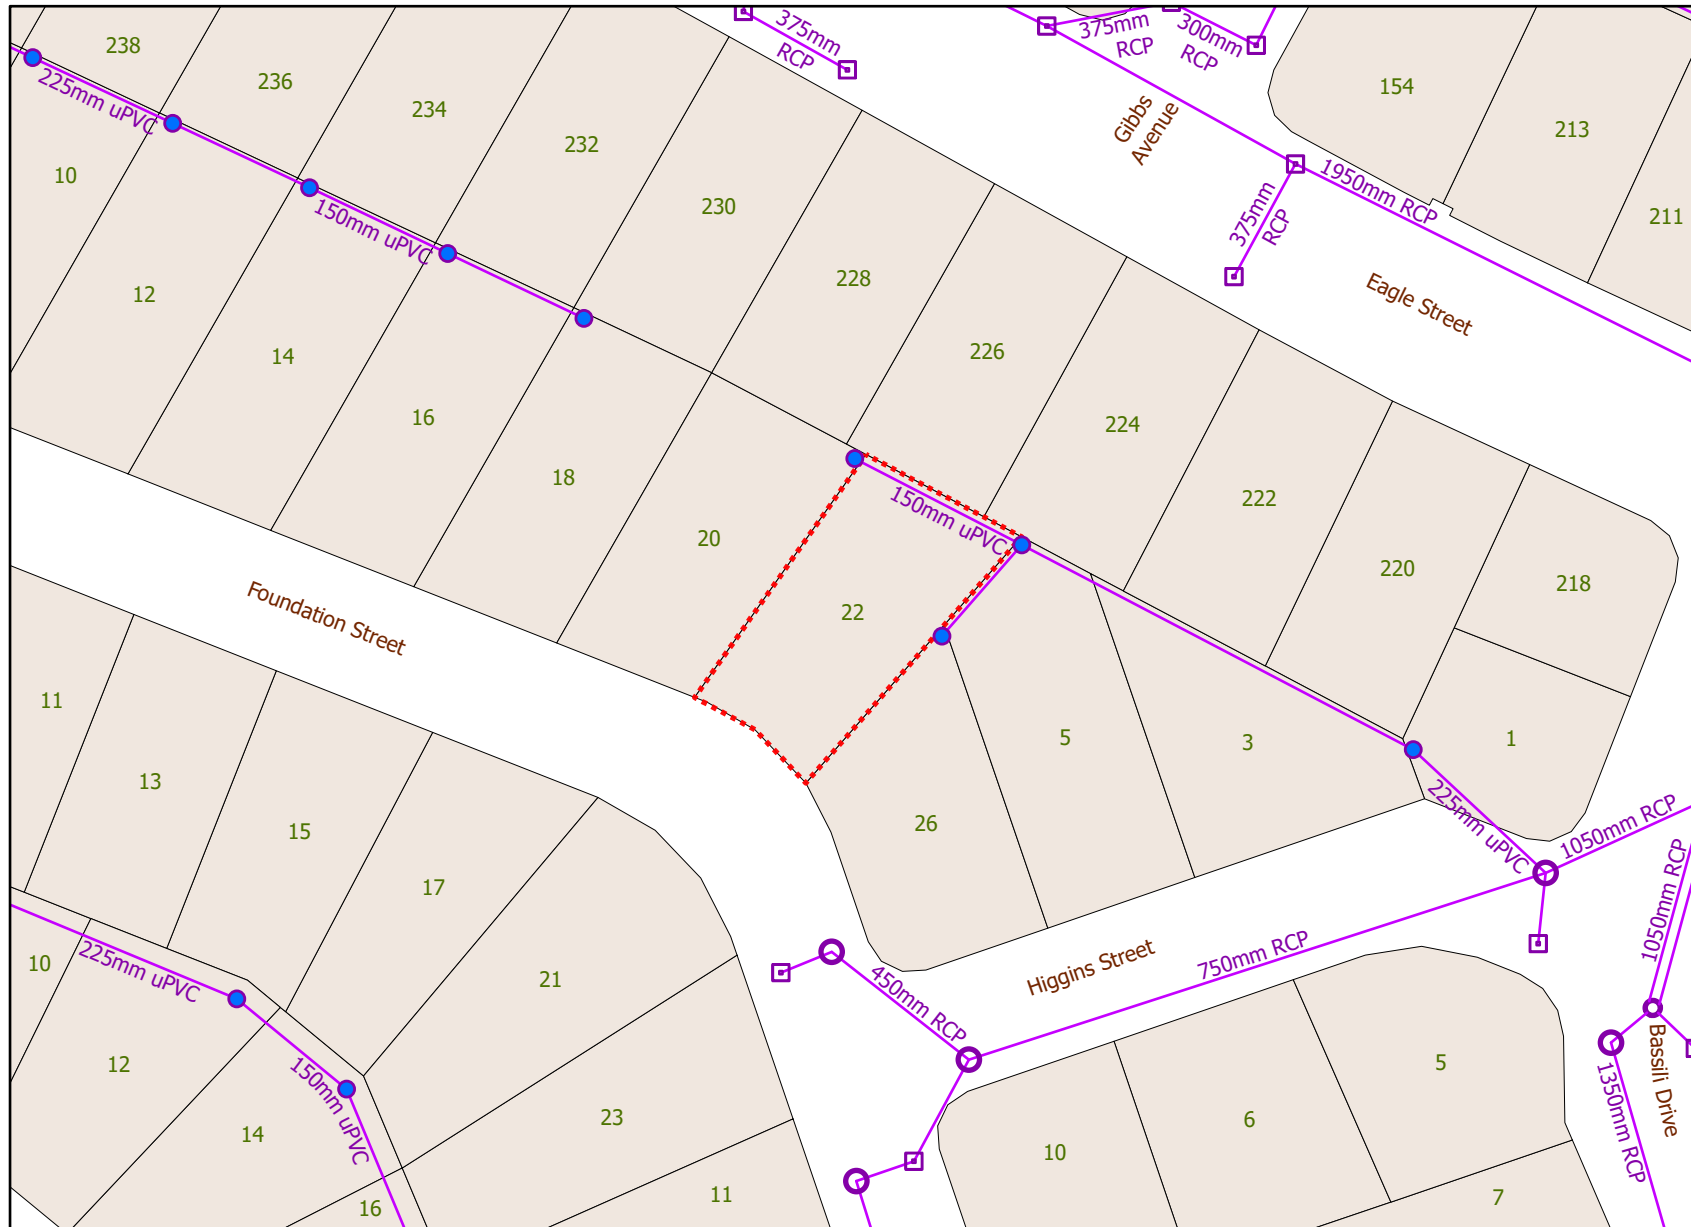 238
236
234
232
230
228
226
224
222
220
218
154
213
211
375mm
RCP
375mm
RCP
300mm
RCP
Gibbs
Avenue
1950mm RCP
375mm
RCP
Eagle Street
225mm uPVC
150mm uPVC
10
12
14
16
18
20
22
150mm uPVC
26
5
3
1
Foundation Street
11
13
15
17
21
23
11
225mm uPVC
1050mm RCP
1050mm RCP
Higgins Street
750mm RCP
450mm RCP
225mm uPVC
10
12
14
16
150mm uPVC
10
6
5
7
Bassili Drive
1350mm RCP